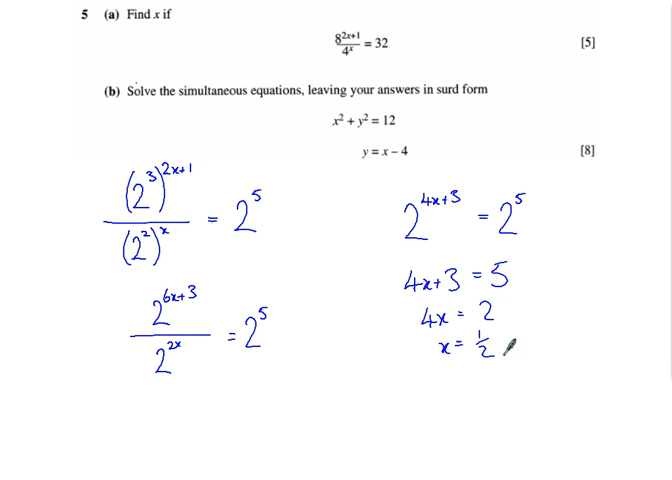 5 (a) Find x if
8^(2x+1) / 4^x = 32 [5]
(b) Solve the simultaneous equations, leaving your answers in surd form
x² + y² = 12
y = x – 4 [8]
(2³)^(2x+1) / (2²)^x = 2⁵
2^(6x+3) / 2^(2x) = 2⁵
2^(4x+3) = 2⁵
4x+3 = 5
4x = 2
x = 1/2